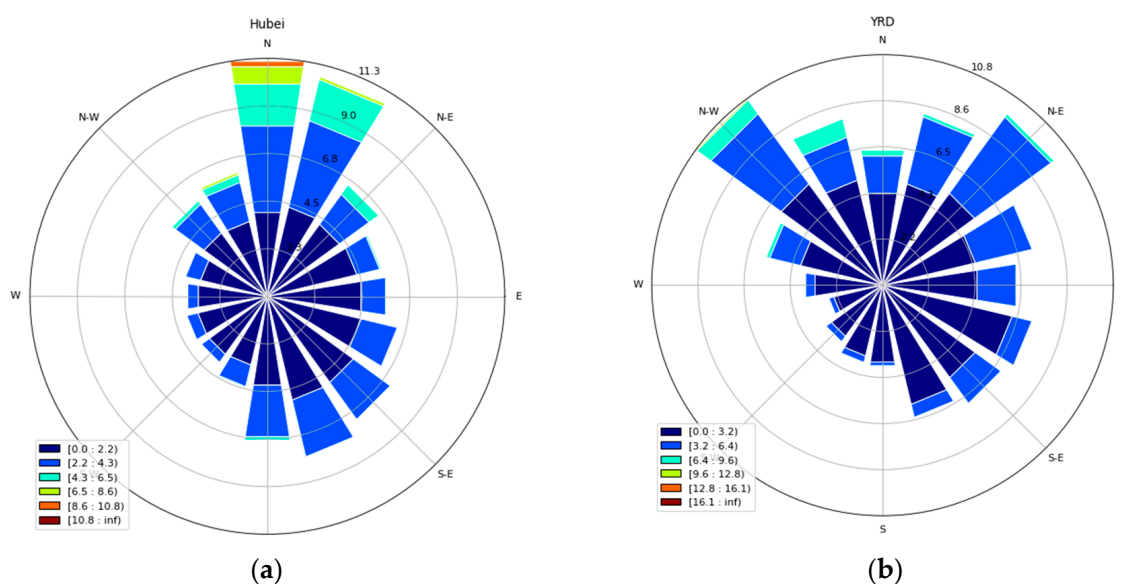 Hubei
N
11.3
N-W
9.0
N-E
6.8
4.5
W
E
[0.0 : 2.2)
[2.2 : 4.3)
[4.3 : 6.5)
[6.5 : 8.6)
[8.6 : 10.8)
[10.8 : inf)
S-E
(a)
YRD
N
10.8
N-W
8.6
N-E
6.5
W
E
[0.0 : 3.2)
[3.2 : 6.4)
[6.4 : 9.6)
[9.6 : 12.8)
[12.8 : 16.1)
[16.1 : inf)
S-E
S
(b)